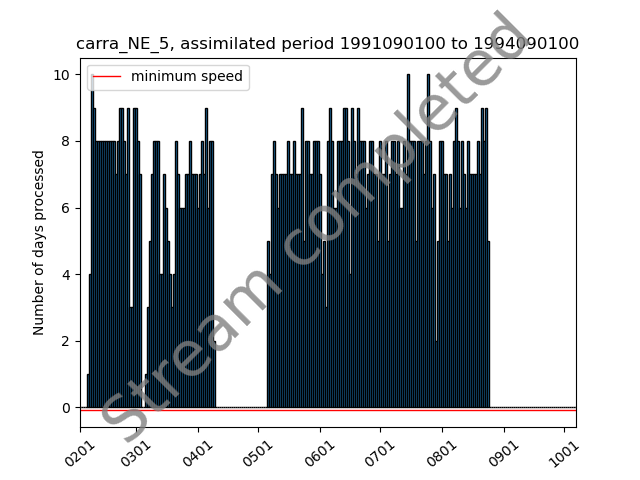 carra_NE_5, assimilated period 1991090100 to 1994090100
minimum speed
Number of days processed
10
8
6
4
2
0
0201 0301 0401 0501 0601 0701 0801 0901 1001
Stream completed